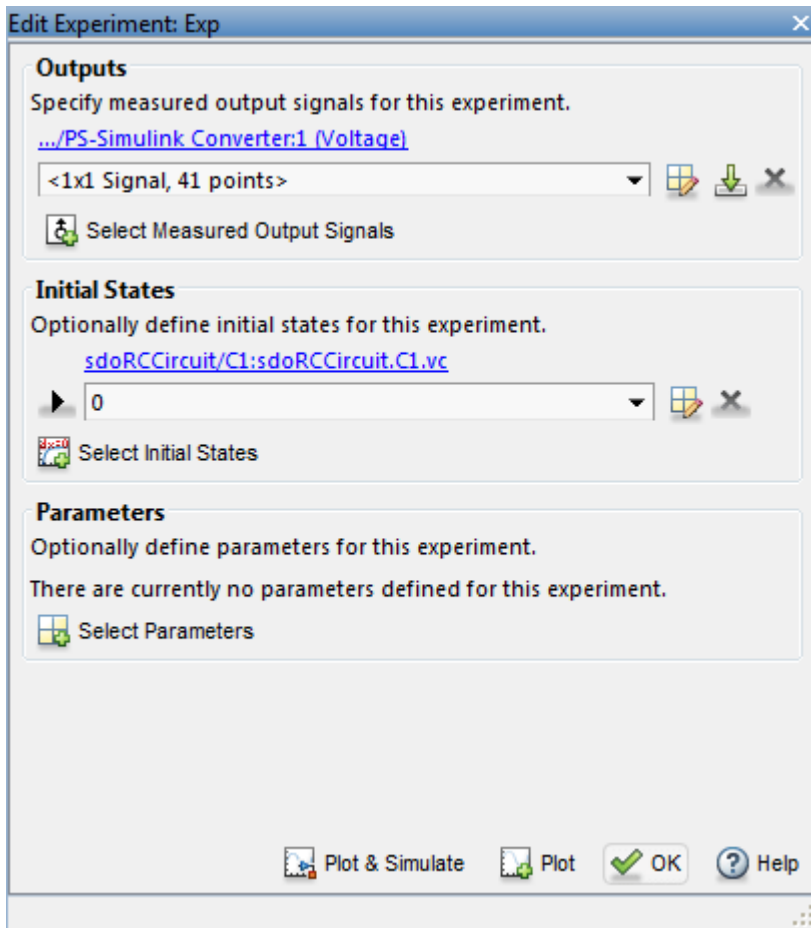 Edit Experiment: Exp
Outputs
Specify measured output signals for this experiment.
.../PS-Simulink Converter:1 (Voltage)
<1x1 Signal, 41 points>
Select Measured Output Signals
Initial States
Optionally define initial states for this experiment.
sdoRCCircuit/C1:sdoRCCircuit.C1.vc
0
Select Initial States
Parameters
Optionally define parameters for this experiment.
There are currently no parameters defined for this experiment.
Select Parameters
Plot & Simulate Plot OK Help